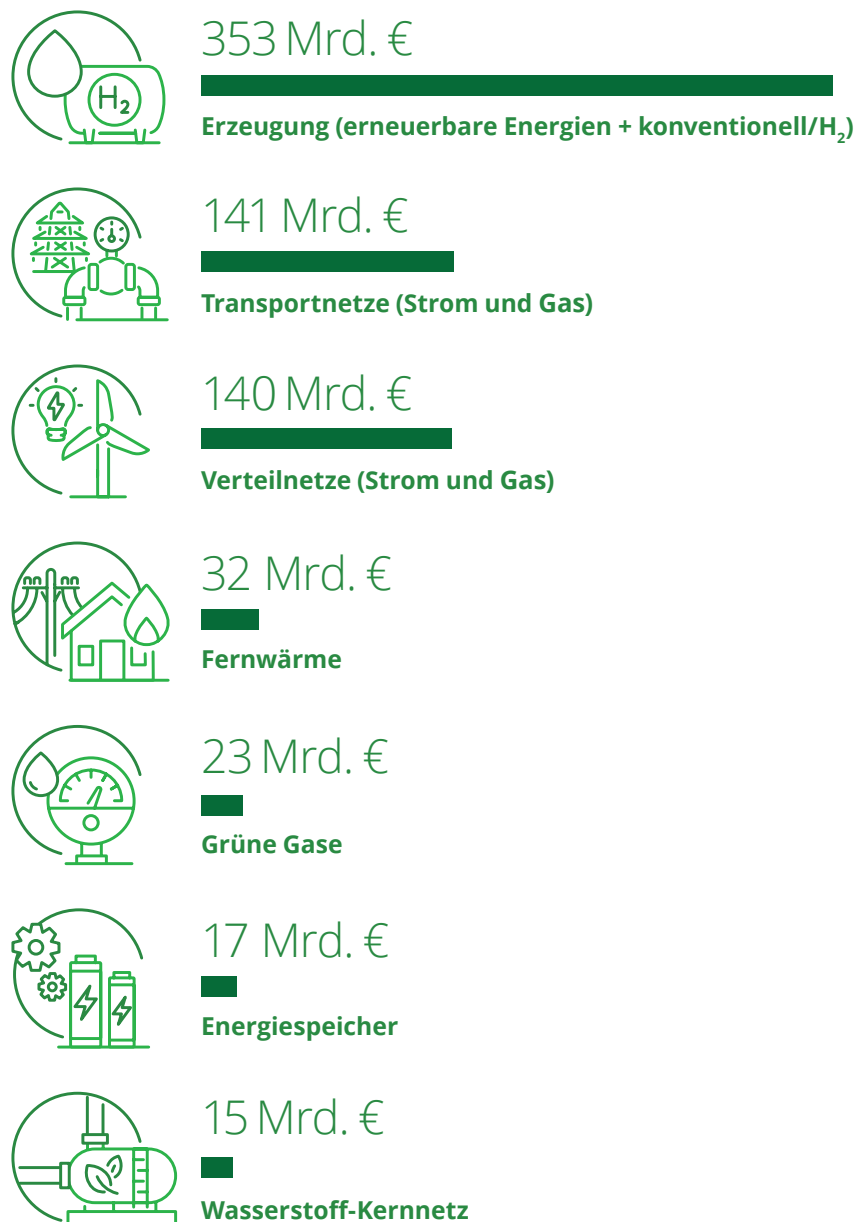 353 Mrd. €
H₂
Erzeugung (erneuerbare Energien + konventionell/H₂)
141 Mrd. €
Transportnetze (Strom und Gas)
140 Mrd. €
Verteilnetze (Strom und Gas)
32 Mrd. €
Fernwärme
23 Mrd. €
Grüne Gase
17 Mrd. €
Energiespeicher
15 Mrd. €
Wasserstoff-Kernnetz